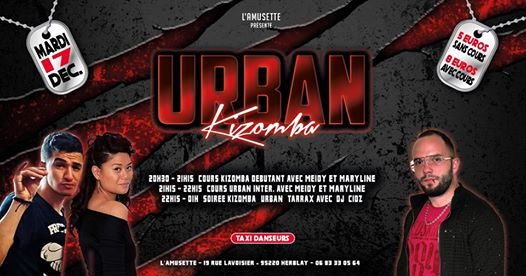 L'AMUSETTE
PRÉSENTE
MARDI
17
DEC.
5 EUROS
SANS COURS
8 EUROS
AVEC COURS
URBAN
Kizomba
20H30 - 21H15 COURS KIZOMBA DEBUTANT AVEC MEIDY ET MARYLINE
21H15 - 22H15 COURS URBAN INTER. AVEC MEIDY ET MARYLINE
22H15 - 01H SOIREE KIZOMBA URBAN TARRAX AVEC DJ CIDZ
TAXI DANSEURS
L'AMUSETTE - 19 RUE LAVOISIER - 95220 HERBLAY - 06 83 33 05 64